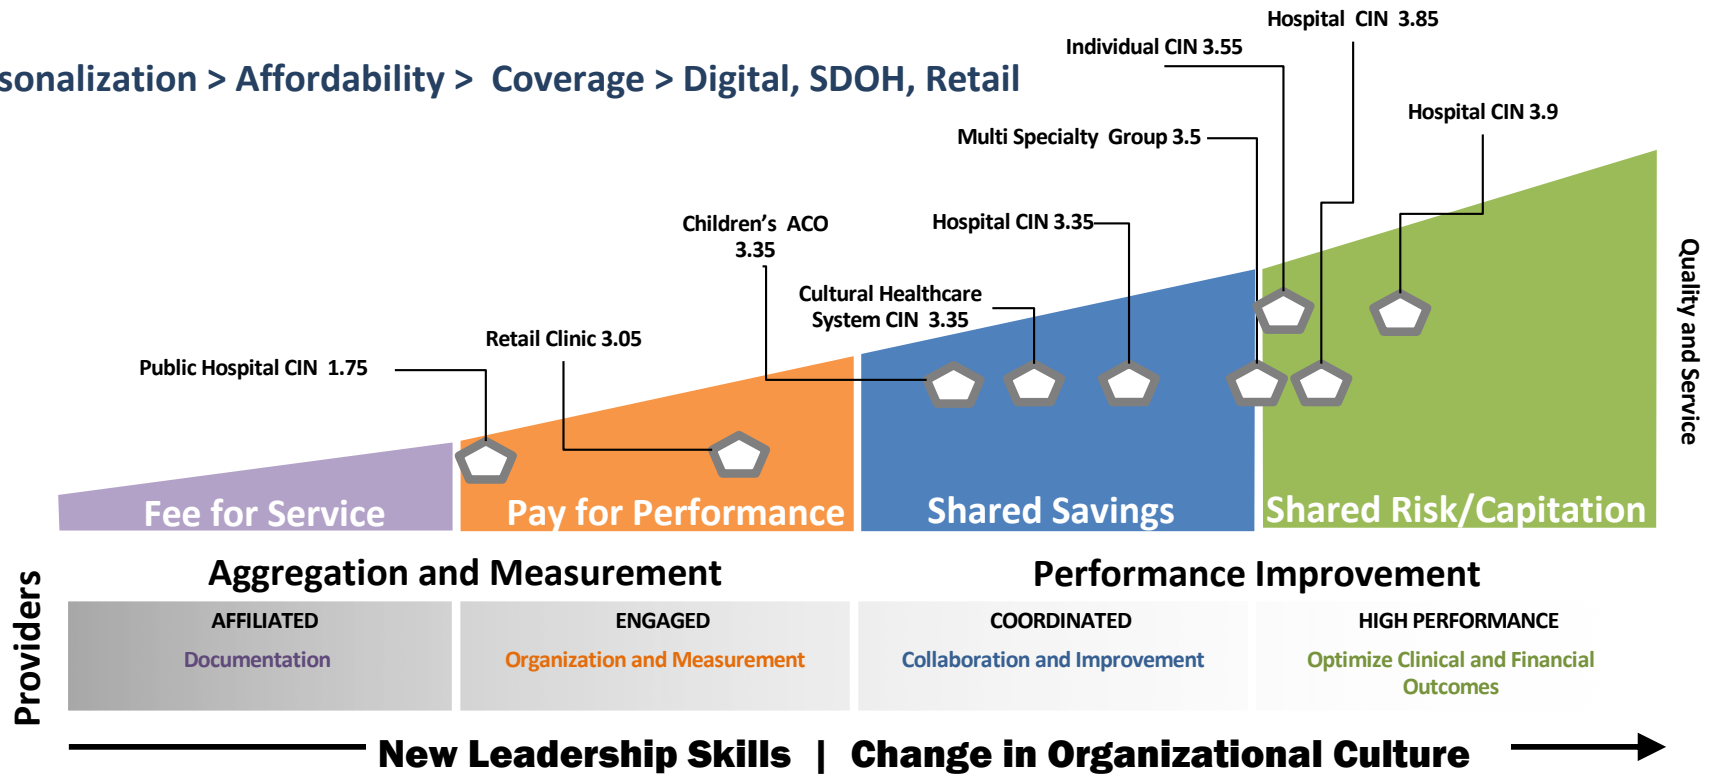 Hospital CIN 3.85
Individual CIN 3.55
sonalization > Affordability > Coverage > Digital, SDOH, Retail
Hospital CIN 3.9
Multi Specialty Group 3.5
Children’s ACO
3.35
Hospital CIN 3.35
Cultural Healthcare
System CIN 3.35
Retail Clinic 3.05
Public Hospital CIN 1.75
Quality and Service
Fee for Service
Pay for Performance
Shared Savings
Shared Risk/Capitation
Providers
Aggregation and Measurement
Performance Improvement
AFFILIATED
Documentation
ENGAGED
Organization and Measurement
COORDINATED
Collaboration and Improvement
HIGH PERFORMANCE
Optimize Clinical and Financial
Outcomes
New Leadership Skills | Change in Organizational Culture